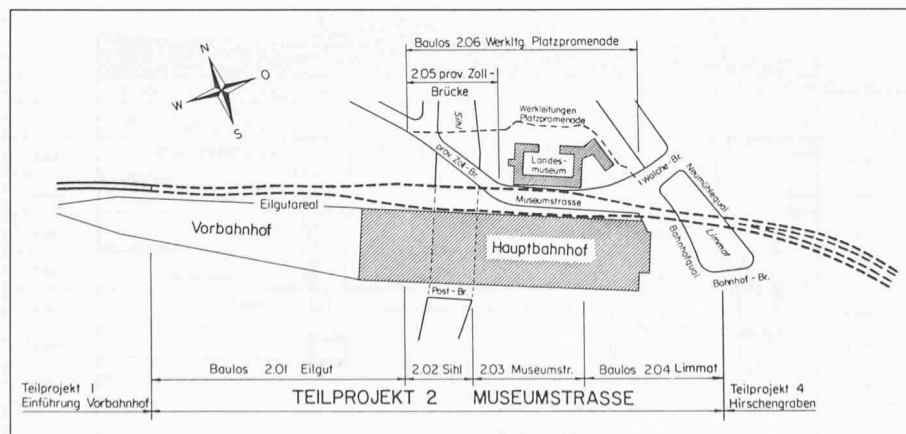 Baulos 2.06 Werkltg. Platzpromenade
2.05 prov. Zoll-
Brücke
N
O
W
S
Sihl
Werkleitungen
Platzpromenade
prov. Zoll-Br.
Landes-
museum
Walche-Br.
Neumühlequai
Museumstrasse
Eilgutareal
Vorbahnhof
Hauptbahnhof
Limmat
Bahnhofquai
Bahnhof-Br.
Post-Br.
Baulos 2.01 Eilgut
2.02 Sihl
2.03 Museumstr.
Baulos 2.04 Limmat
Teilprojekt 1
Einführung Vorbahnhof
TEILPROJEKT 2 MUSEUMSTRASSE
Teilprojekt 4
Hirschengraben